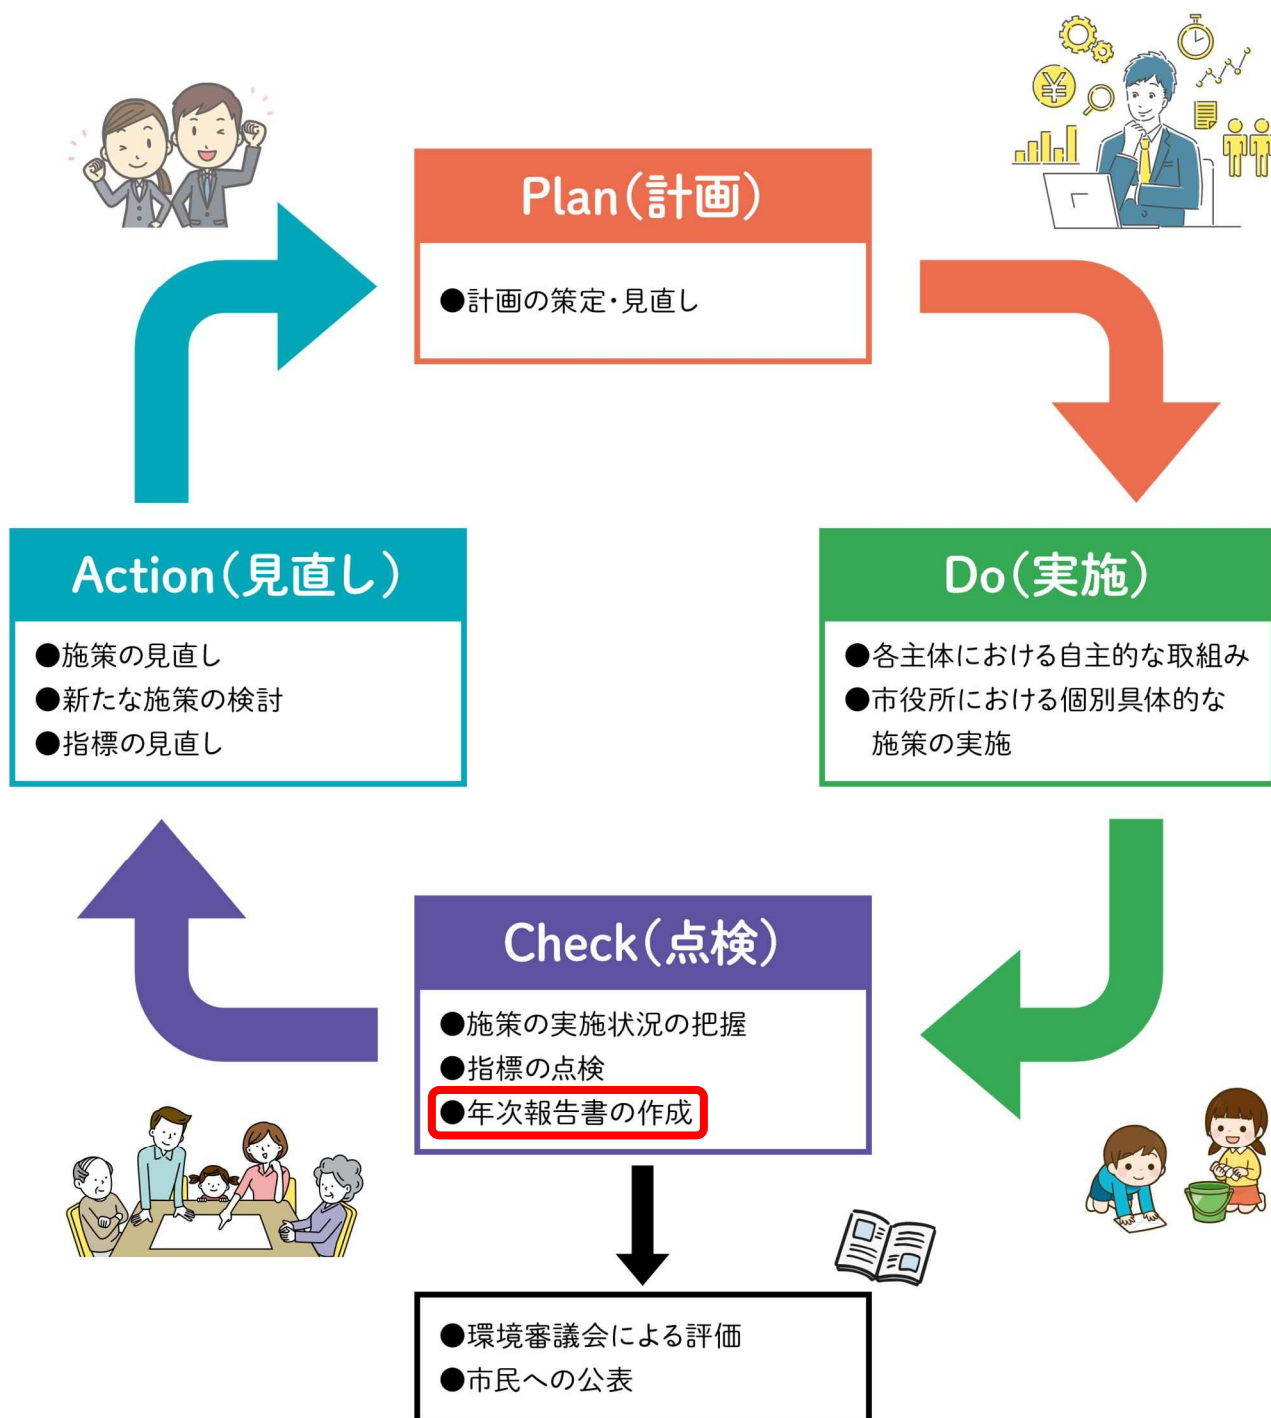 Plan(計画)
●計画の策定・見直し
Do(実施)
●各主体における自主的な取組み
●市役所における個別具体的な
施策の実施
Check(点検)
●施策の実施状況の把握
●指標の点検
●年次報告書の作成
●環境審議会による評価
●市民への公表
Action(見直し)
●施策の見直し
●新たな施策の検討
●指標の見直し
¥